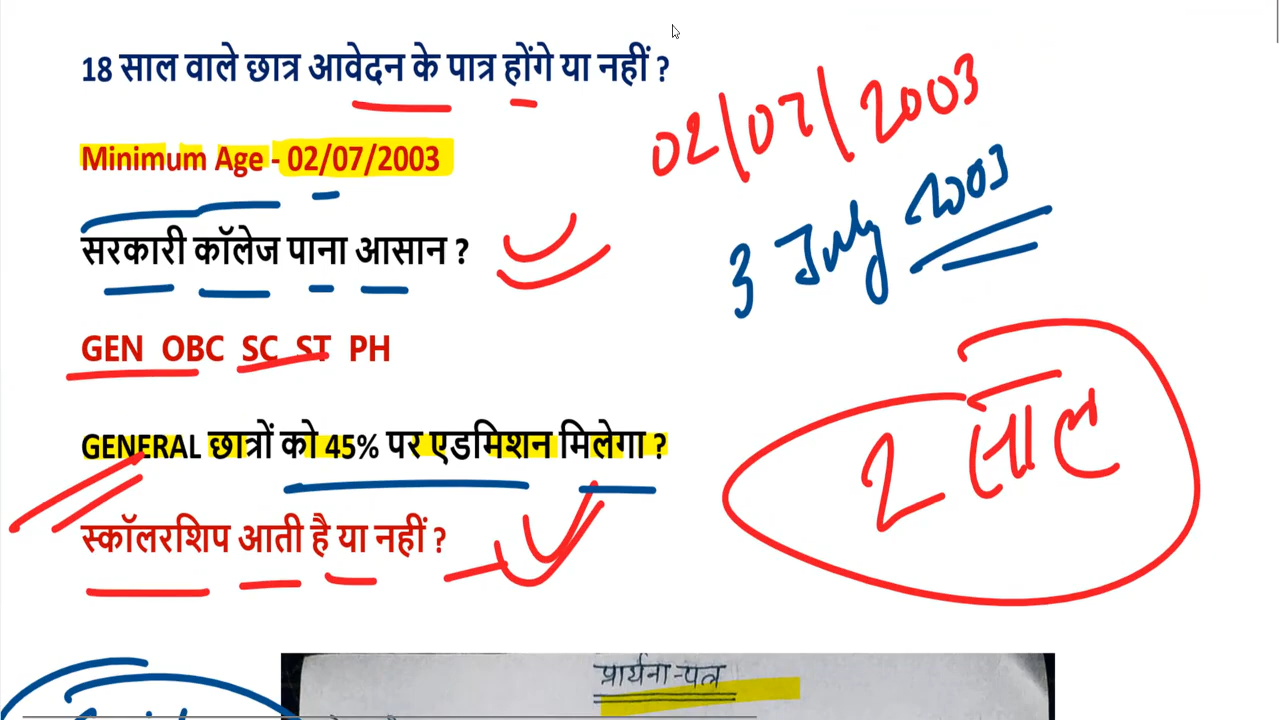 18 साल वाले छात्र आवेदन के पात्र होंगे या नहीं ?
02/07/2003
Minimum Age - 02/07/2003
3 July 2003
सरकारी कॉलेज पाना आसान ?
GEN OBC SC ST PH
2 साल
GENERAL छात्रों को 45% पर एडमिशन मिलेगा ?
स्कॉलरशिप आती है या नहीं ?
प्रार्थना-पत्र